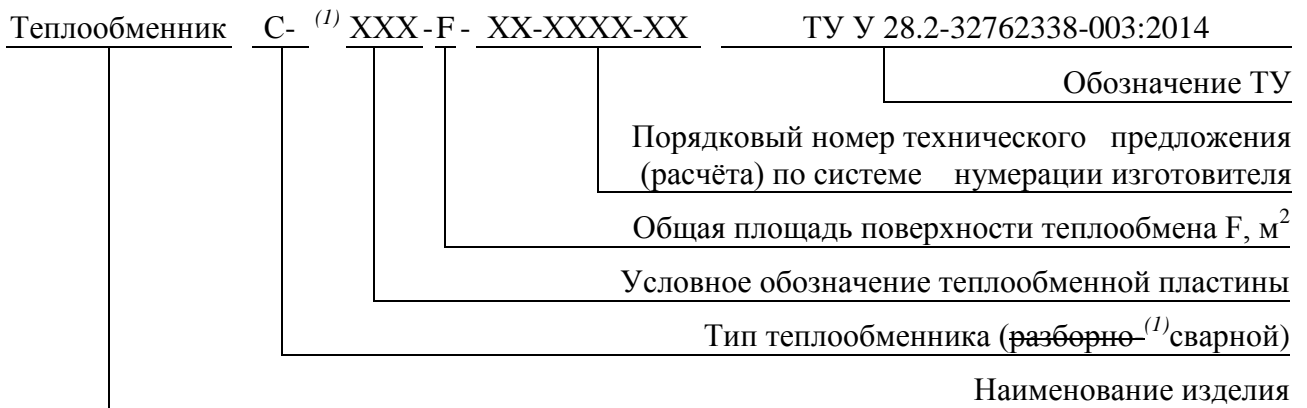 Теплообменник С- (1) ХХХ-F- ХХ-ХХХХ-ХХ ТУ У 28.2-32762338-003:2014
Обозначение ТУ
Порядковый номер технического предложения
(расчёта) по системе нумерации изготовителя
Общая площадь поверхности теплообмена F, м2
Условное обозначение теплообменной пластины
Тип теплообменника (разборно-(1)сварной)
Наименование изделия